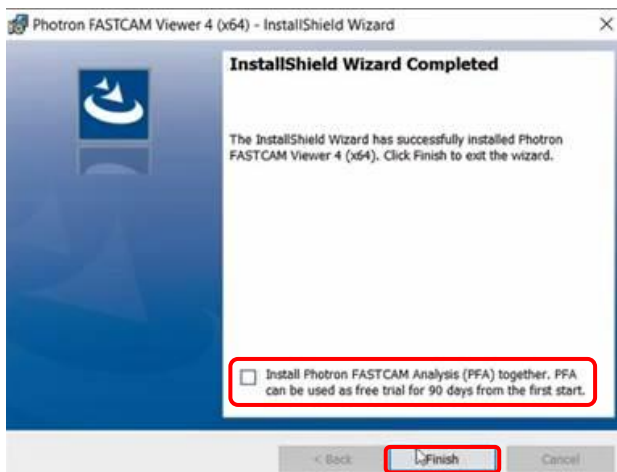 Photron FASTCAM Viewer 4 (x64) - InstallShield Wizard
InstallShield Wizard Completed
The InstallShield Wizard has successfully installed Photron
FASTCAM Viewer 4 (x64). Click Finish to exit the wizard.
Install Photron FASTCAM Analysis (PFA) together. PFA
can be used as free trial for 90 days from the first start.
< Back Finish Cancel